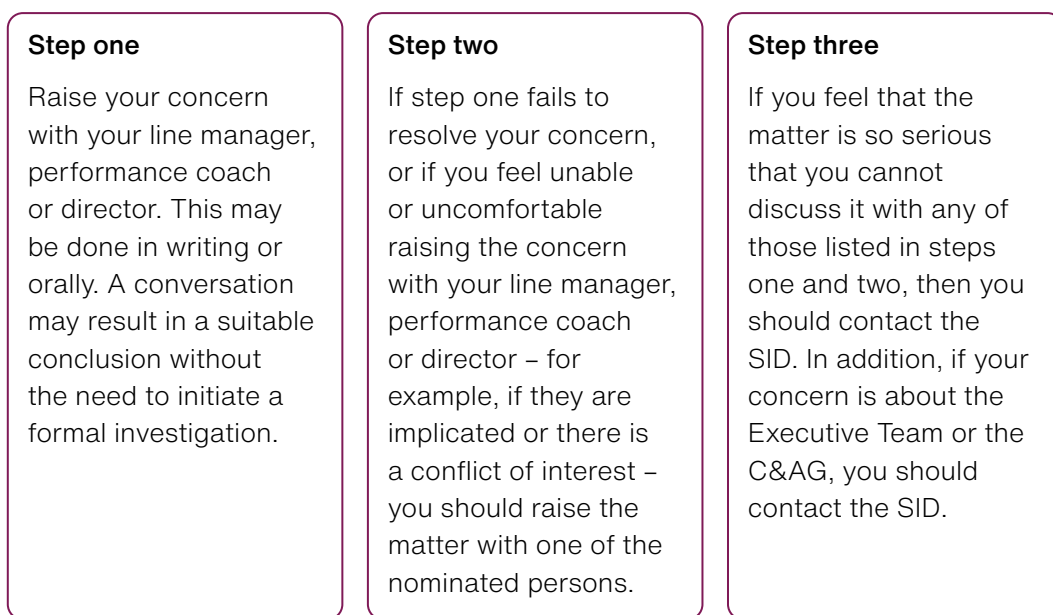 Step one
Raise your concern
with your line manager,
performance coach
or director. This may
be done in writing or
orally. A conversation
may result in a suitable
conclusion without
the need to initiate a
formal investigation.
Step two
If step one fails to
resolve your concern,
or if you feel unable
or uncomfortable
raising the concern
with your line manager,
performance coach
or director – for
example, if they are
implicated or there is
a conflict of interest –
you should raise the
matter with one of the
nominated persons.
Step three
If you feel that the
matter is so serious
that you cannot
discuss it with any of
those listed in steps
one and two, then you
should contact the
SID. In addition, if your
concern is about the
Executive Team or the
C&AG, you should
contact the SID.